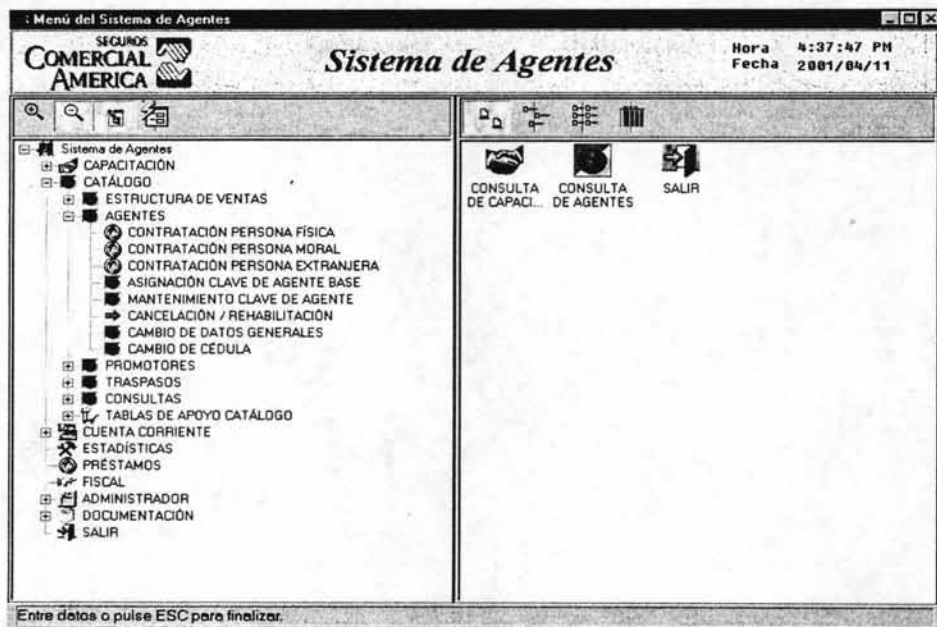 : Menú del Sistema de Agentes
SEGUROS
COMERCIAL
AMERICA
Sistema de Agentes
Hora 4:37:47 PM
Fecha 2001/04/11
Sistema de Agentes
CAPACITACIÓN
CATÁLOGO
ESTRUCTURA DE VENTAS
AGENTES
CONTRATACIÓN PERSONA FÍSICA
CONTRATACIÓN PERSONA MORAL
CONTRATACIÓN PERSONA EXTRANJERA
ASIGNACIÓN CLAVE DE AGENTE BASE
MANTENIMIENTO CLAVE DE AGENTE
CANCELACIÓN / REHABILITACIÓN
CAMBIO DE DATOS GENERALES
CAMBIO DE CÉDULA
PROMOTORES
TRASPASOS
CONSULTAS
TABLAS DE APOYO CATÁLOGO
CUENTA CORRIENTE
ESTADÍSTICAS
PRÉSTAMOS
FISCAL
ADMINISTRADOR
DOCUMENTACIÓN
SALIR
CONSULTA
DE CAPACI...
CONSULTA
DE AGENTES
SALIR
Entre datos o pulse ESC para finalizar.